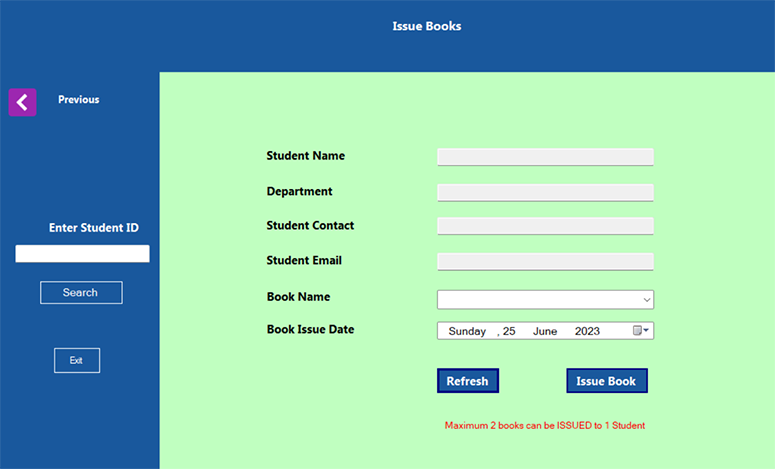 Issue Books
Previous
Enter Student ID
Search
Exit
Student Name
Department
Student Contact
Student Email
Book Name
Book Issue Date
Sunday , 25 June 2023
Refresh
Issue Book
Maximum 2 books can be ISSUED to 1 Student